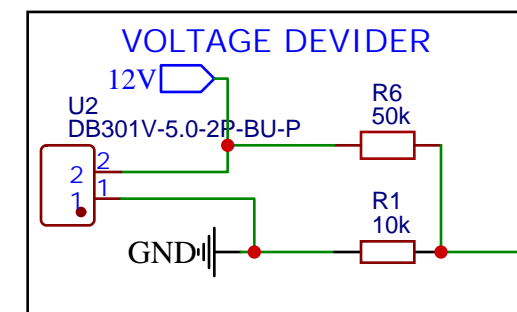 VOLTAGE DEVIDER
12V
U2
DB301V-5.0-2P-BU-P
R6
50k
2
2
1
1
R1
10k
GND